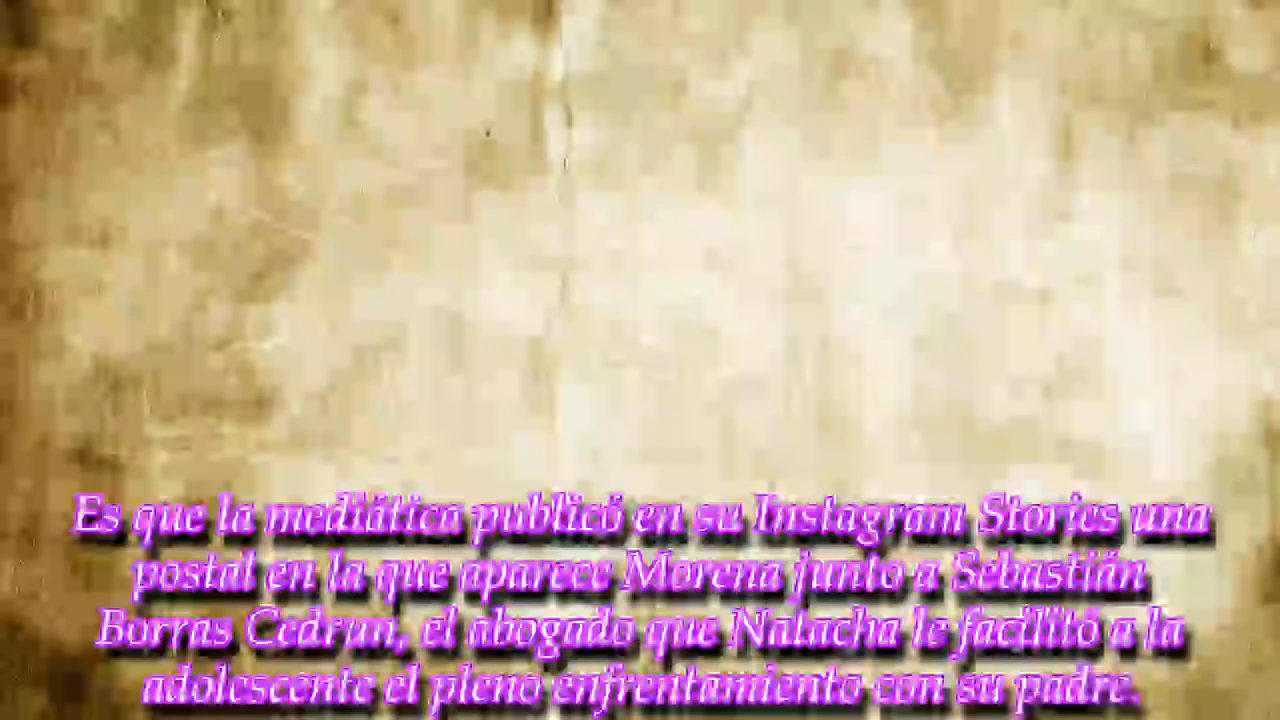 Es que la mediática publicó en su Instagram Stories una
postal en la que aparece Morena junto a Sebastián
Borras Cedrun, el abogado que Natacha le facilitó a la
adolescente el pleno enfrentamiento con su padre.